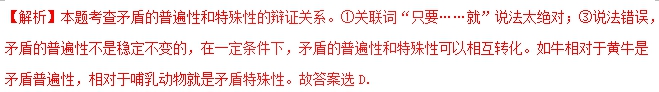 【解析】本题考查矛盾的普遍性和特殊性的辩证关系。①关联词“只要……就”说法太绝对；③说法错误，
矛盾的普遍性不是稳定不变的，在一定条件下，矛盾的普遍性和特殊性可以相互转化。如牛相对于黄牛是
矛盾普遍性，相对于哺乳动物就是矛盾特殊性。故答案选 D.